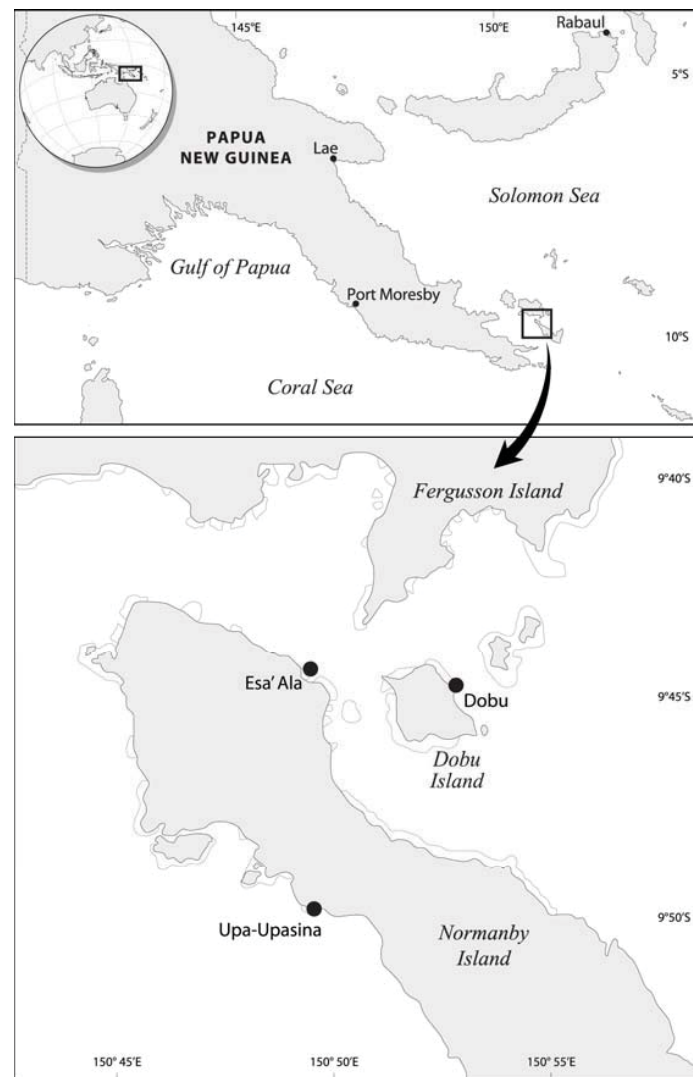 145°E
150°E
Rabaul
5°S
PAPUA
NEW GUINEA
Lae
Solomon Sea
Gulf of Papua
Port Moresby
10°S
Coral Sea
Fergusson Island
9°40'S
Esa'Ala
Dobu
9°45'S
Dobu
Island
Upa-Upasina
9°50'S
Normanby
Island
150° 45'E
150° 50'E
150° 55'E